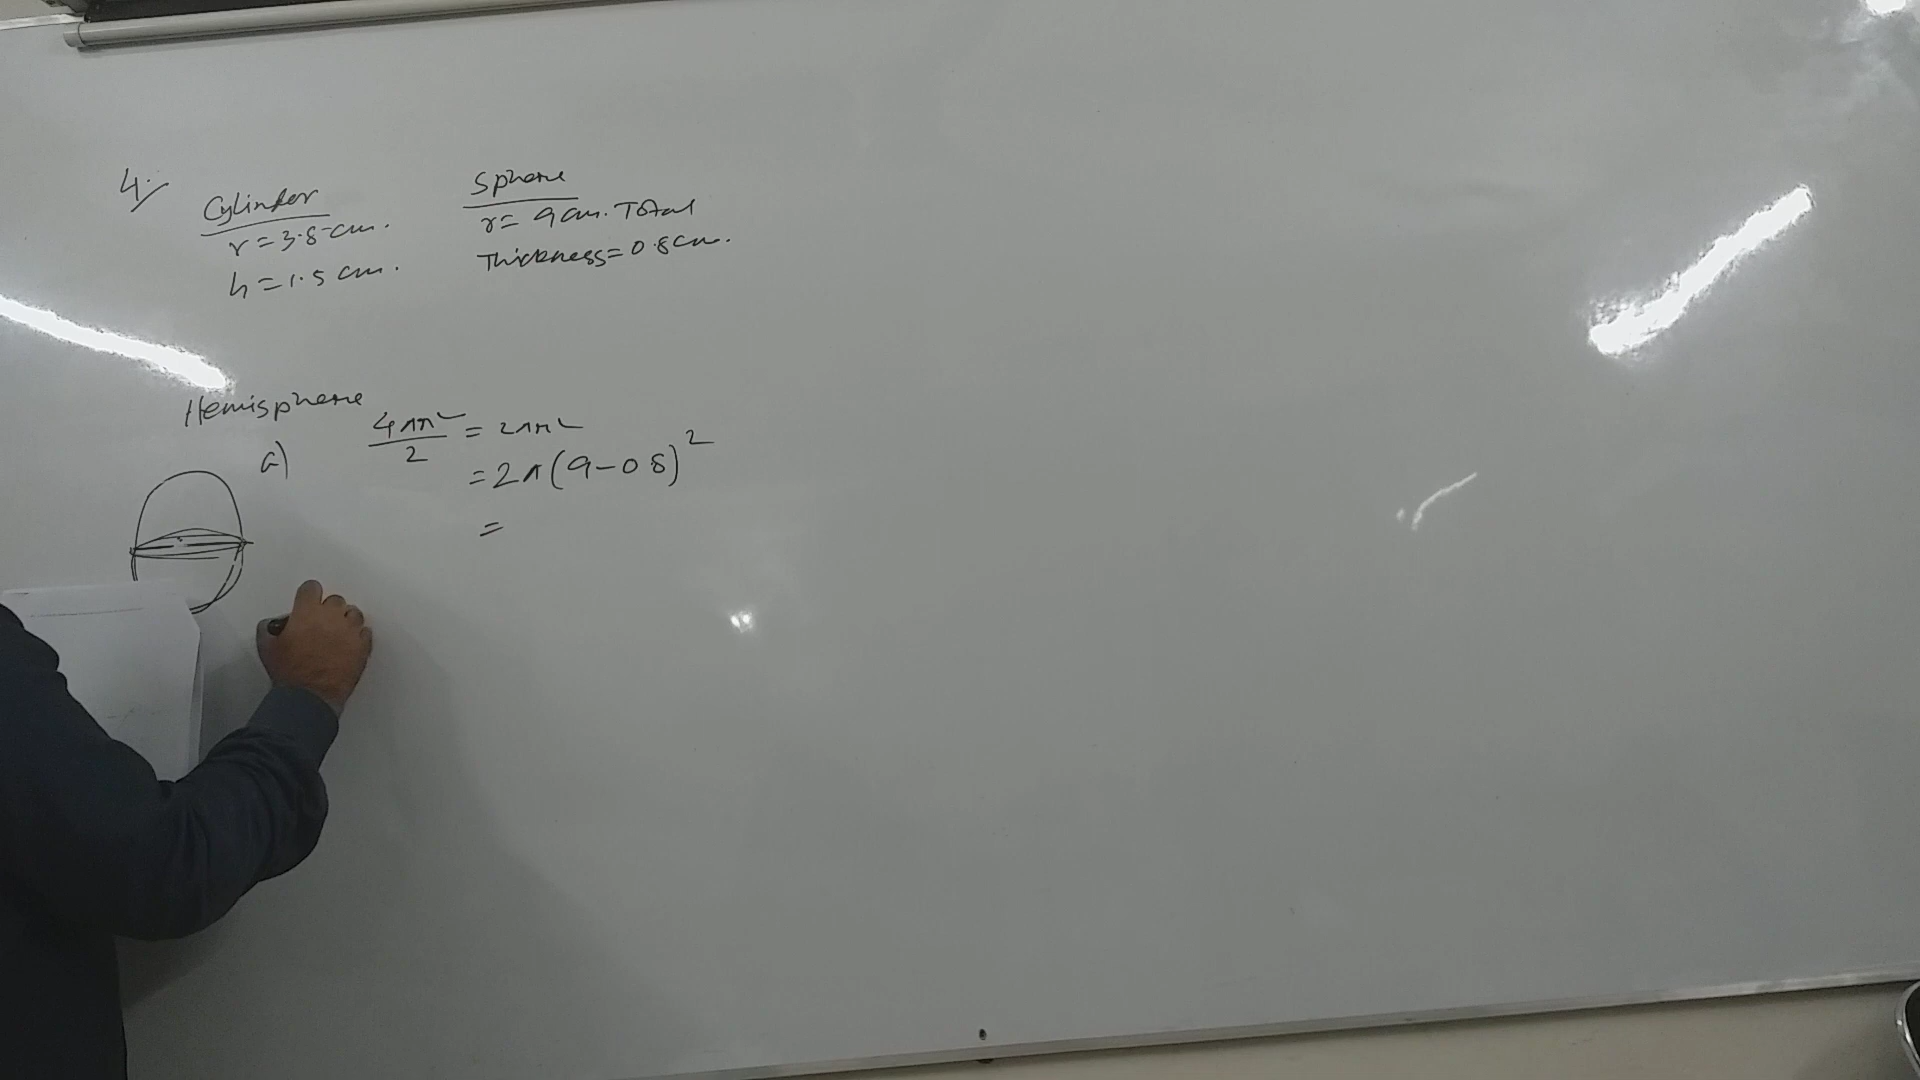 4.
Cylinder
r = 3.8 cm.
h = 1.5 cm.
Sphere
r = 9 cm. Total
Thickness = 0.8 cm.
Hemisphere
a) 4πr²/2 = 2πr²
= 2π(9-0.8)²
=